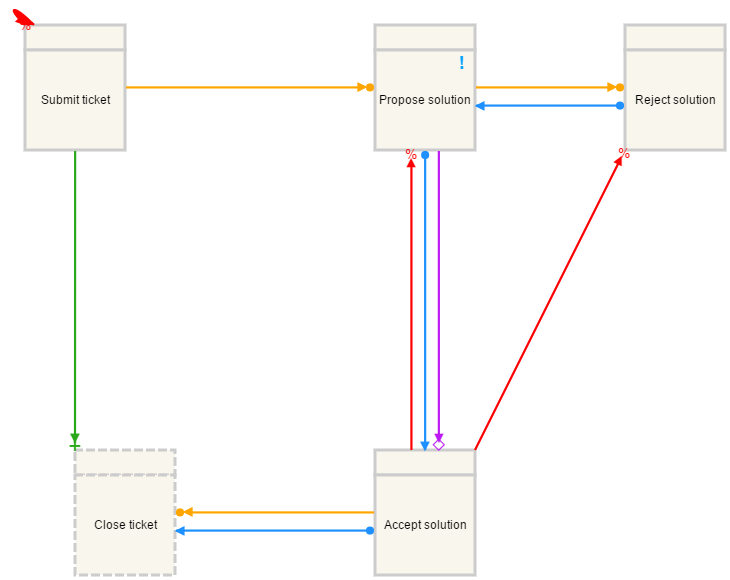 %
!
Submit ticket
Propose solution
Reject solution
%
%
Close ticket
Accept solution